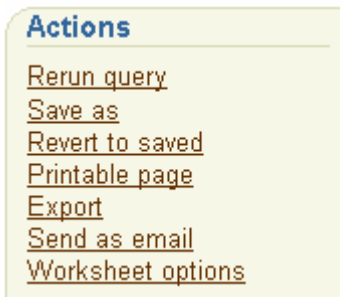 Actions
Rerun query
Save as
Revert to saved
Printable page
Export
Send as email
Worksheet options